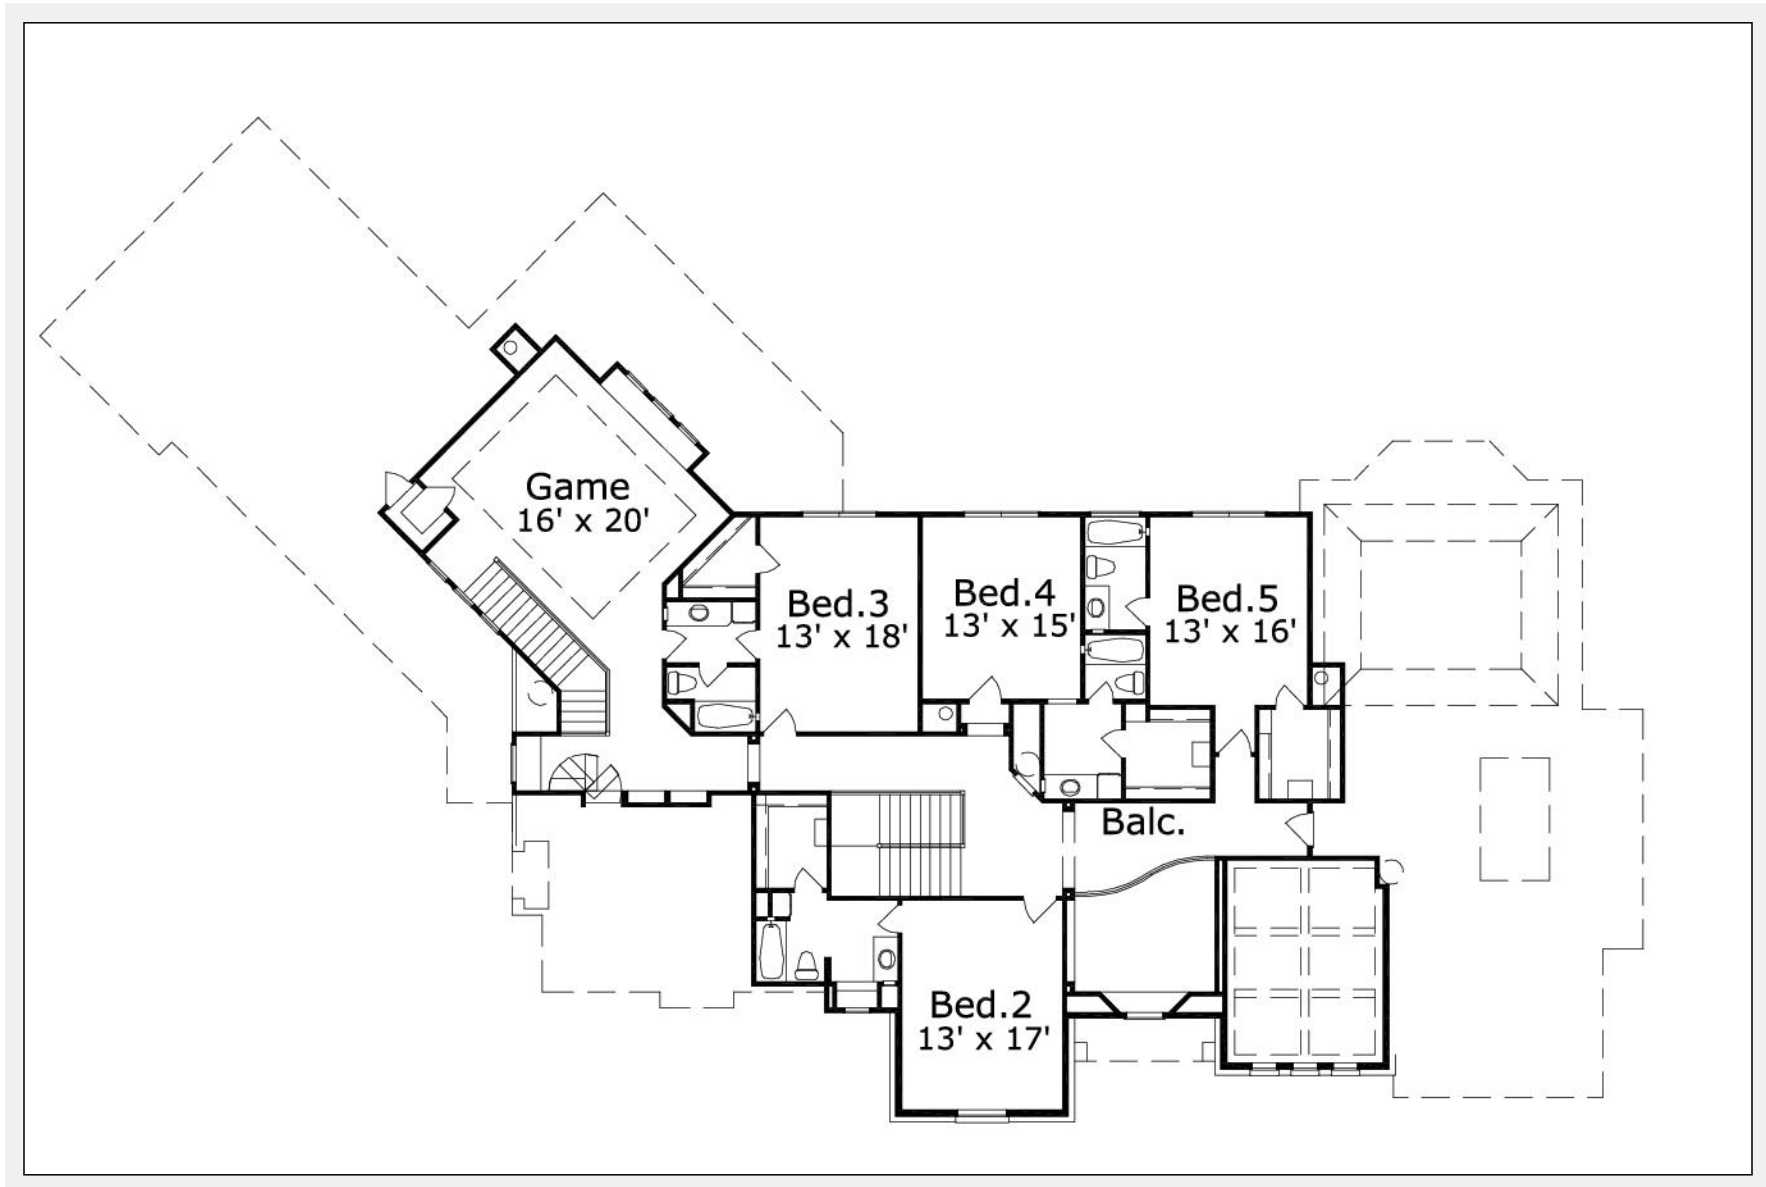 Game
16' x 20'
Bed.3
13' x 18'
Bed.4
13' x 15'
Bed.5
13' x 16'
Balc.
Bed.2
13' x 17'